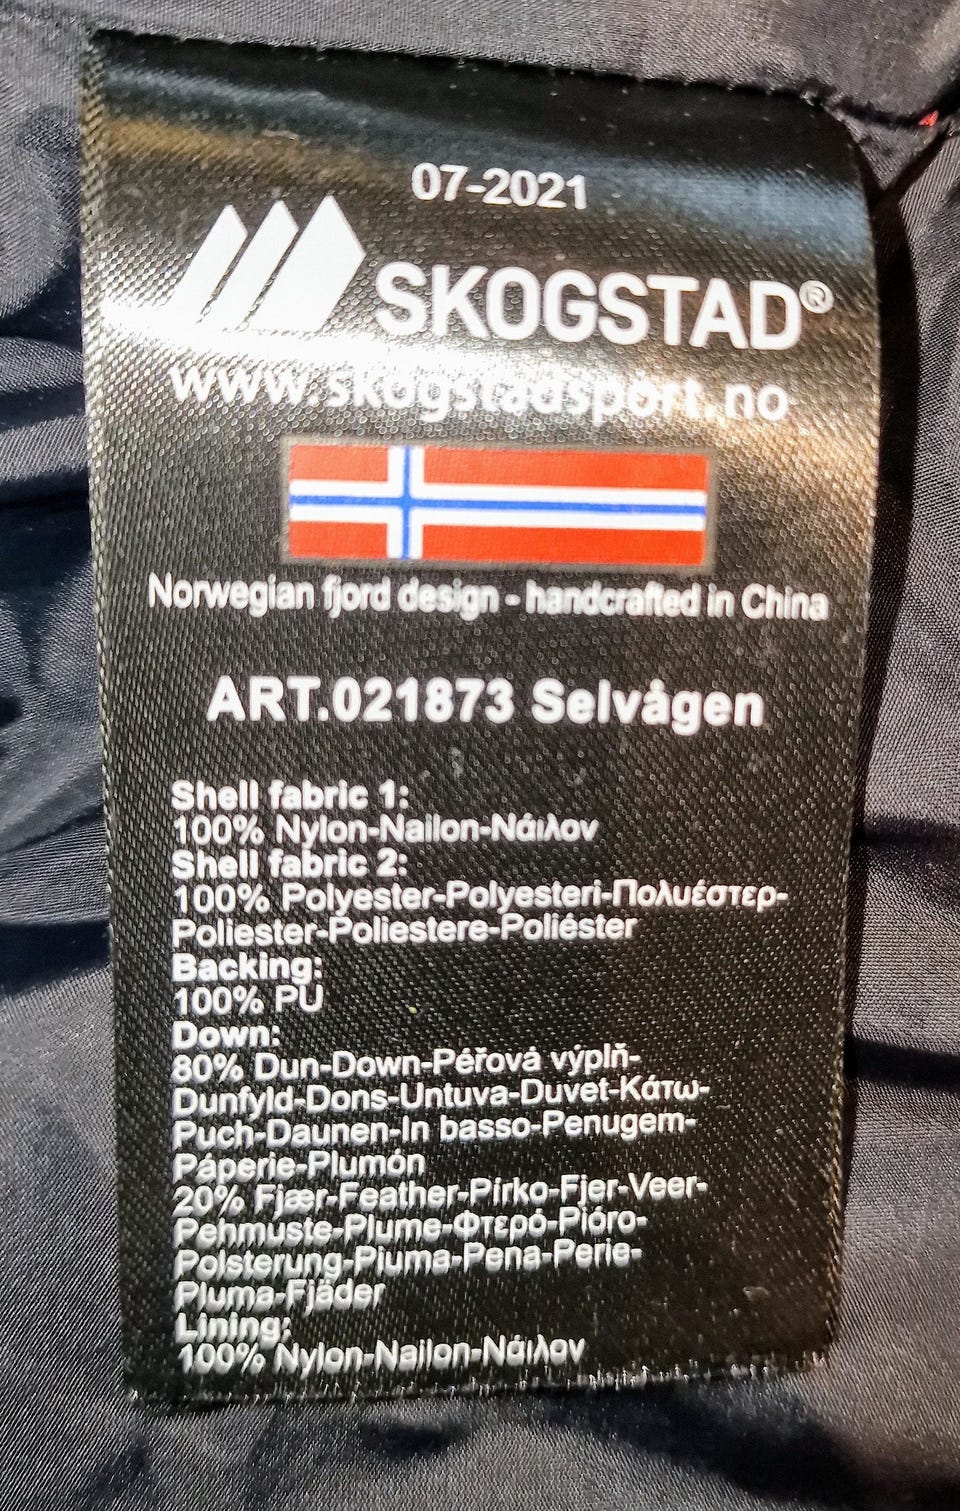 07-2021
SKOGSTAD®
www.skogstadsport.no
Norwegian fjord design - handcrafted in China
ART.021873 Selvågen
Shell fabric 1:
100% Nylon-Nailon-Νάιλον
Shell fabric 2:
100% Polyester-Polyesteri-Πολυέστερ-
Poliester-Poliestere-Poliéster
Backing:
100% PU
Down:
80% Dun-Down-Péřová výplň-
Dunfyld-Dons-Untuva-Duvet-Κάτω-
Puch-Daunen-In basso-Penugem-
Páperie-Plumón
20% Fjær-Feather-Pírko-Fjer-Veer-
Pehmuste-Plume-Φτερό-Pióro-
Polsterung-Piuma-Pena-Perie-
Pluma-Fjäder
Lining:
100% Nylon-Nailon-Νάιλον